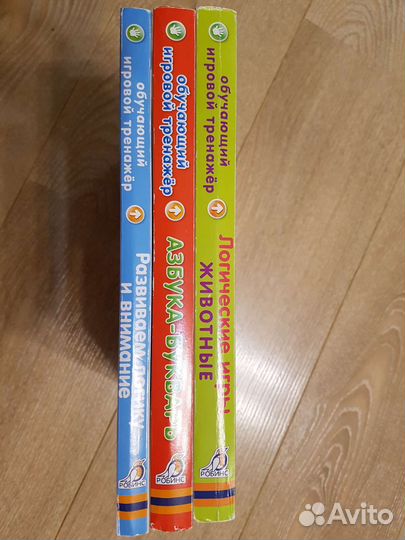 обучающий
игровой тренажёр
Развиваем логику
и внимание
РОБИНС
обучающий
игровой тренажёр
АЗБУКА-БУКВАРЬ
РОБИНС
обучающий
игровой тренажёр
Логические игры
ЖИВОТНЫЕ
РОБИНС
Avito